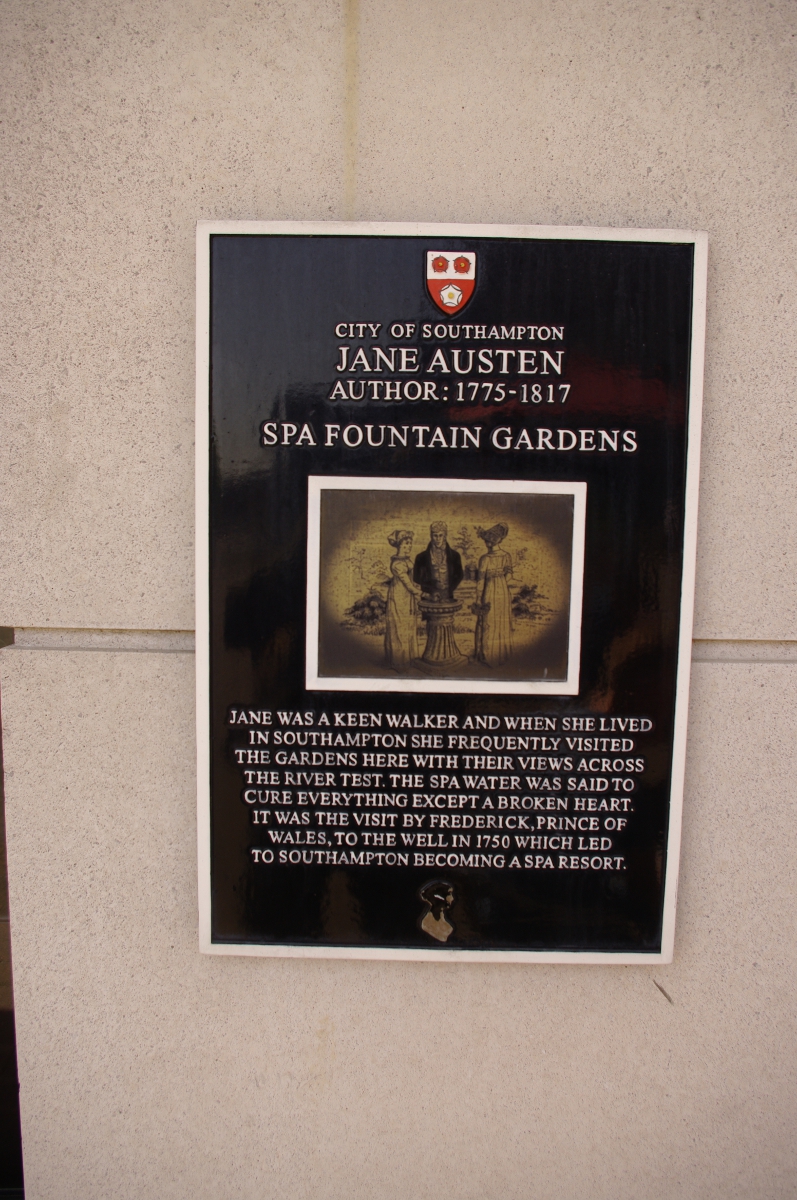 CITY OF SOUTHAMPTON
JANE AUSTEN
AUTHOR: 1775-1817
SPA FOUNTAIN GARDENS
JANE WAS A KEEN WALKER AND WHEN SHE LIVED
IN SOUTHAMPTON SHE FREQUENTLY VISITED
THE GARDENS HERE WITH THEIR VIEWS ACROSS
THE RIVER TEST. THE SPA WATER WAS SAID TO
CURE EVERYTHING EXCEPT A BROKEN HEART.
IT WAS THE VISIT BY FREDERICK, PRINCE OF
WALES, TO THE WELL IN 1750 WHICH LED
TO SOUTHAMPTON BECOMING A SPA RESORT.